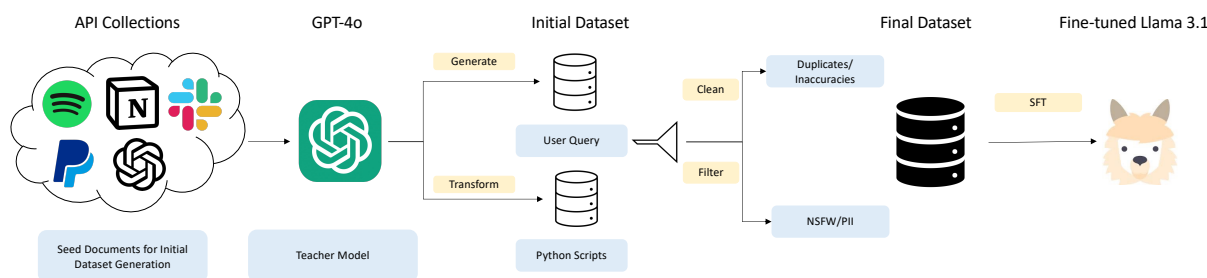 API Collections
GPT-4o
Initial Dataset
Final Dataset
Fine-tuned Llama 3.1
N
Generate
User Query
Transform
Python Scripts
Clean
Filter
Duplicates/
Inaccuracies
NSFW/PII
SFT
Seed Documents for Initial
Dataset Generation
Teacher Model